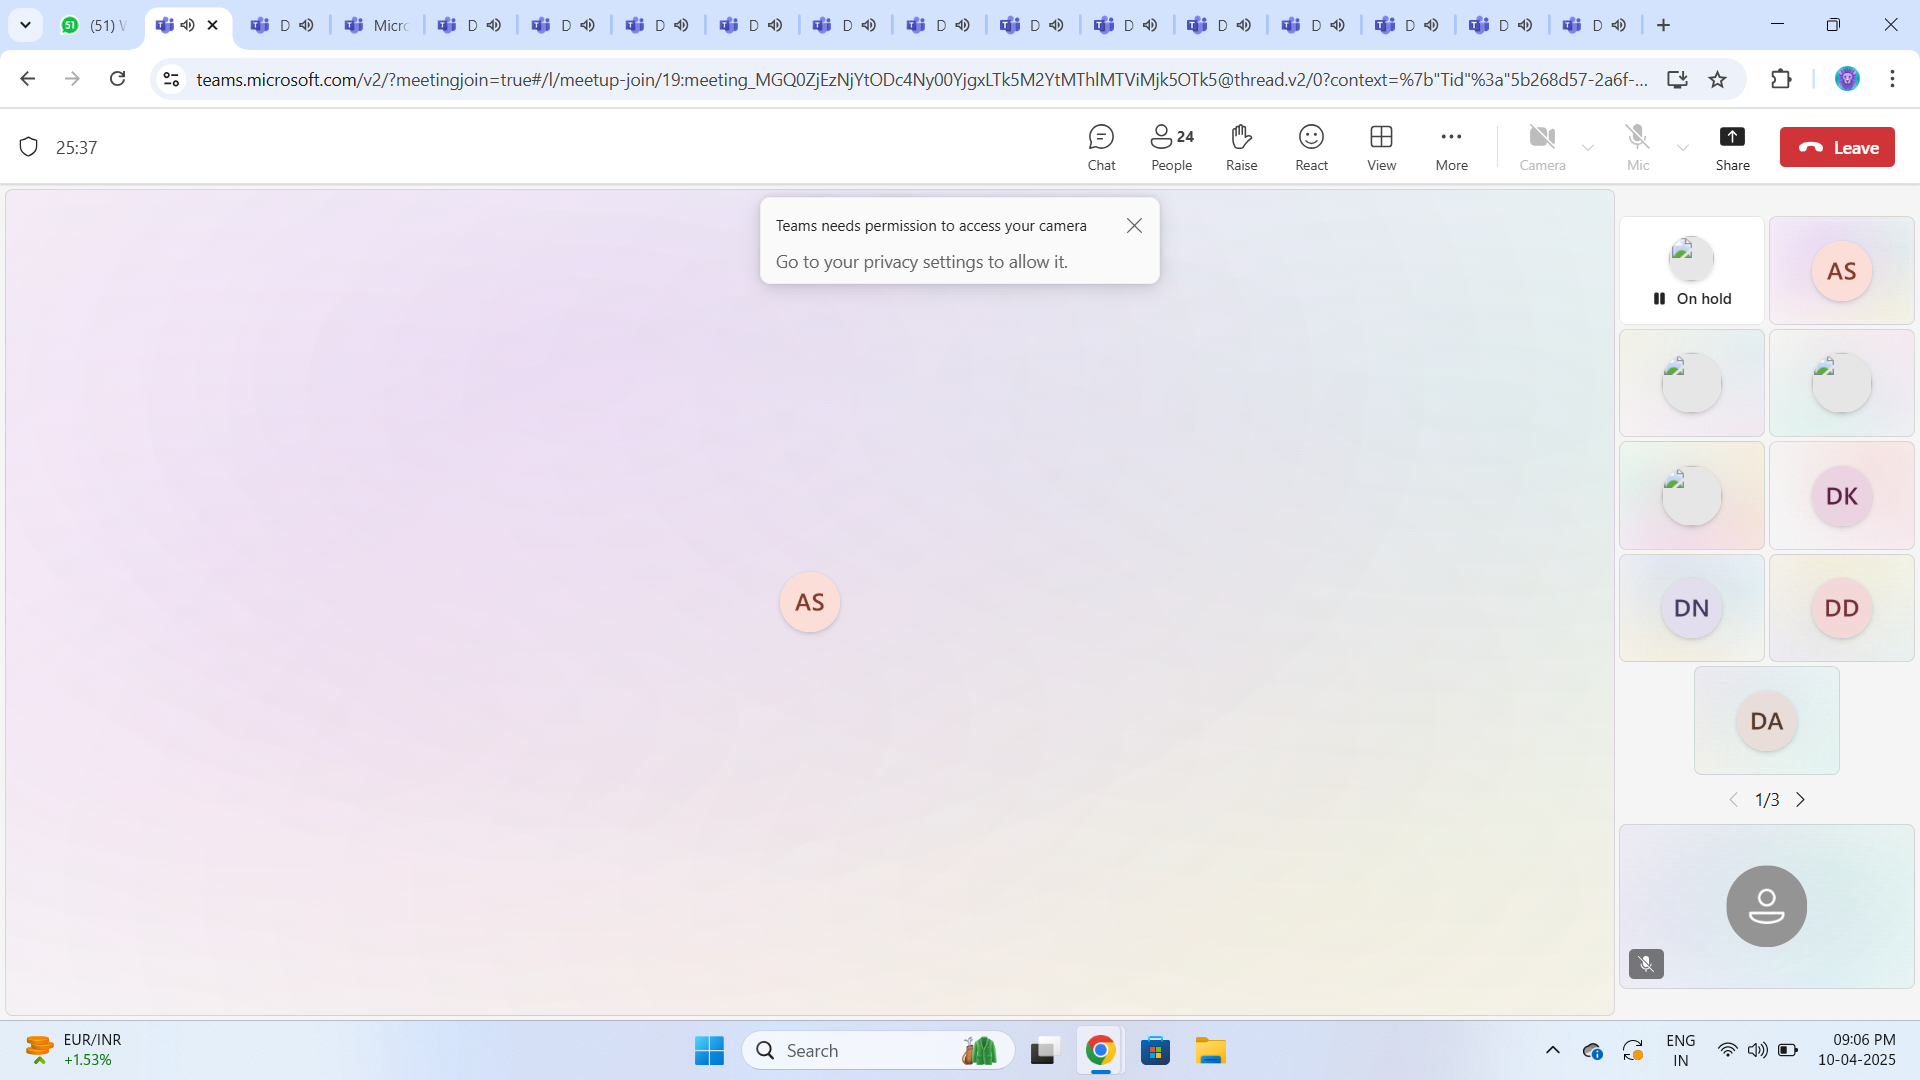 51
(51) W
D
Micro
D
D
D
D
D
D
D
D
D
D
D
D
D
teams.microsoft.com/v2/?meetingjoin=true#/l/meetup-join/19:meeting_MGQ0ZjEzNjYtODc4Ny00YjgxLTk5M2YtMThlMTViMjk5OTk5@thread.v2/0?context=%7b"Tid"%3a"5b268d57-2a6f-...
25:37
Chat
24
People
Raise
React
View
More
Camera
Mic
Share
Leave
Teams needs permission to access your camera
Go to your privacy settings to allow it.
AS
On hold
AS
DK
DN
DD
DA
1/3
EUR/INR
+1.53%
Search
ENG
IN
09:06 PM
10-04-2025